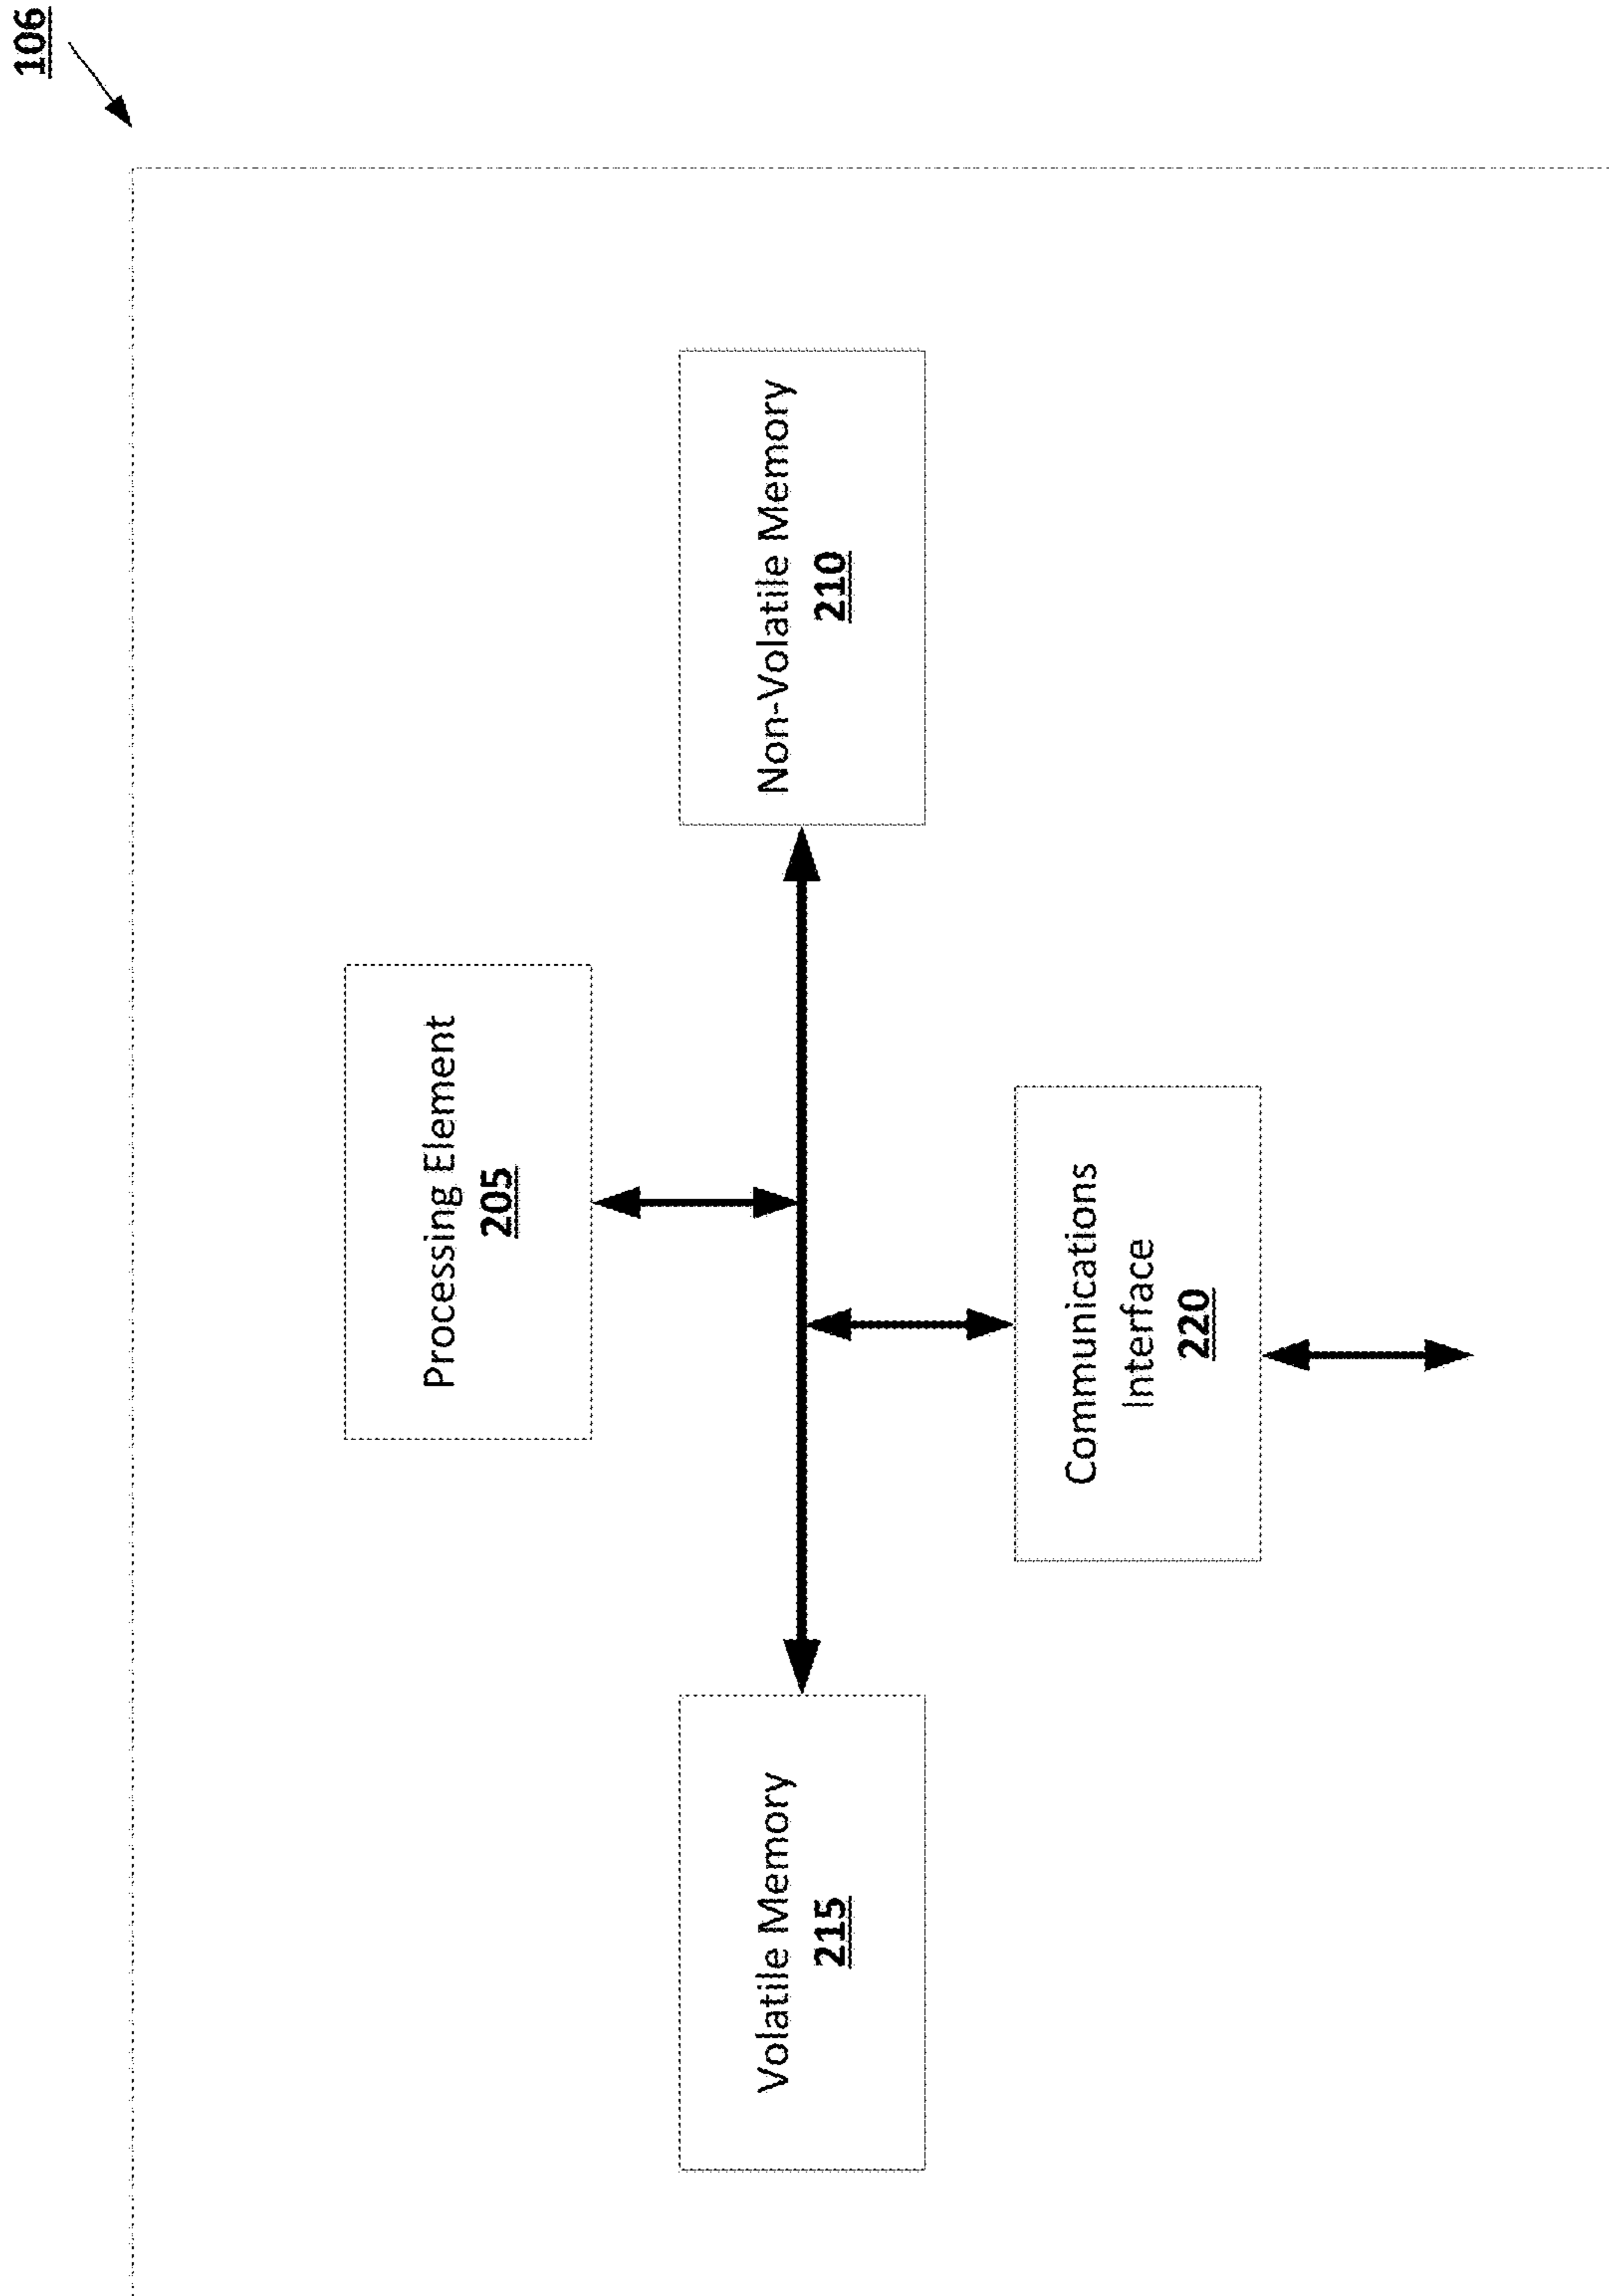 106
Processing Element
205
Volatile Memory
215
Non-Volatile Memory
210
Communications
Interface
220